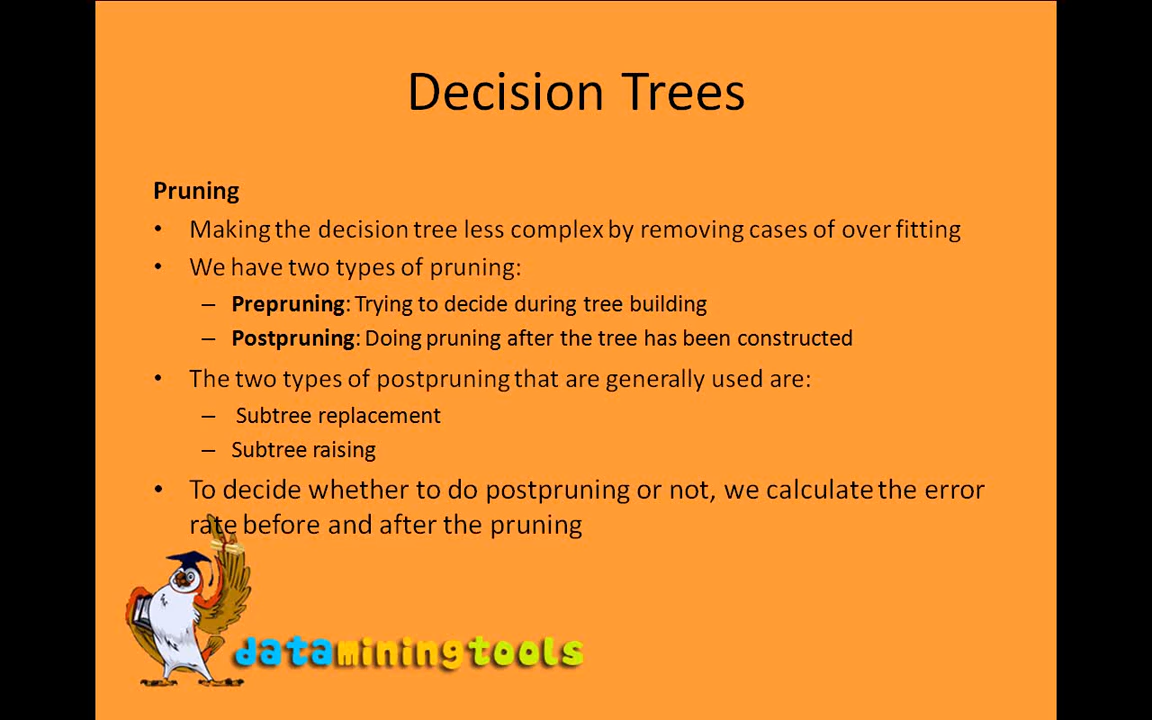 Decision Trees
Pruning
• Making the decision tree less complex by removing cases of over fitting
• We have two types of pruning:
– Prepruning: Trying to decide during tree building
– Postpruning: Doing pruning after the tree has been constructed
• The two types of postpruning that are generally used are:
– Subtree replacement
– Subtree raising
• To decide whether to do postpruning or not, we calculate the error
rate before and after the pruning
dataminingtools